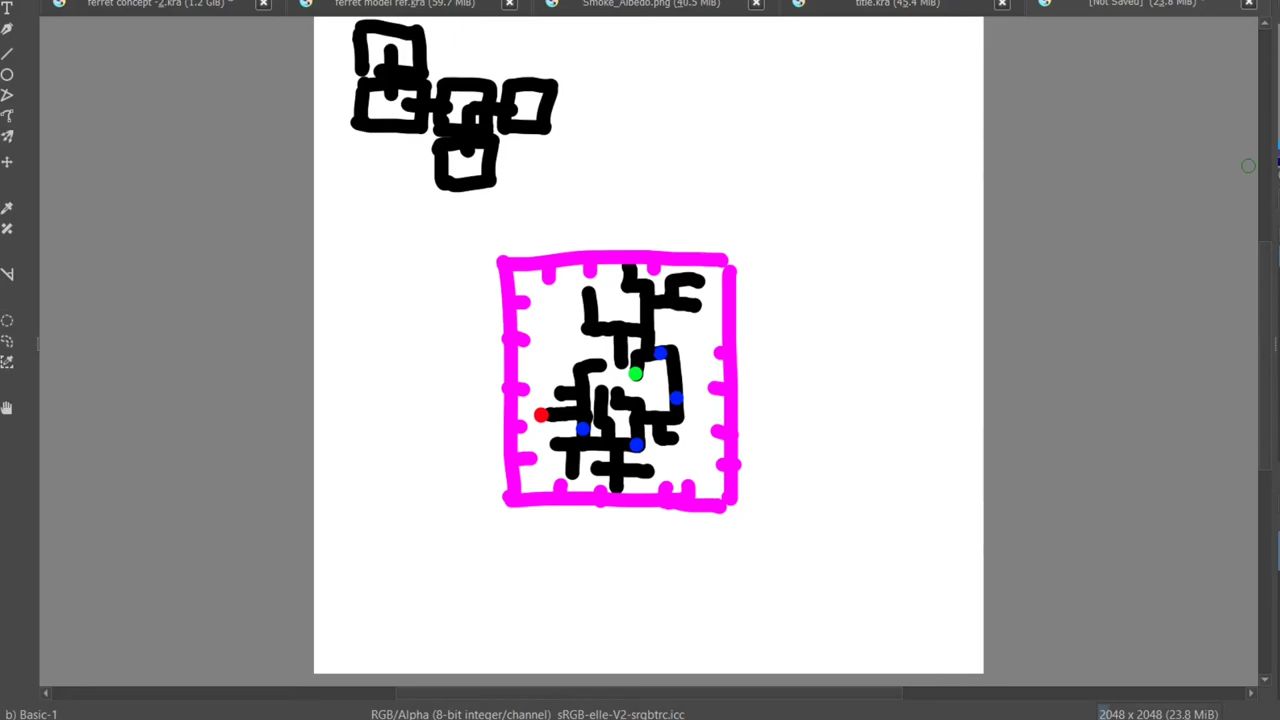 ferret concept -2.kra (1.2 GiB) *
ferret model ref.kra (59.7 MiB)
Smoke_Albedo.png (40.5 MiB)
title.kra (45.4 MiB)
[Not Saved] (23.8 MiB) *
b) Basic-1
RGB/Alpha (8-bit integer/channel) sRGB-elle-V2-srgbtrc.icc
2048 x 2048 (23.8 MiB)